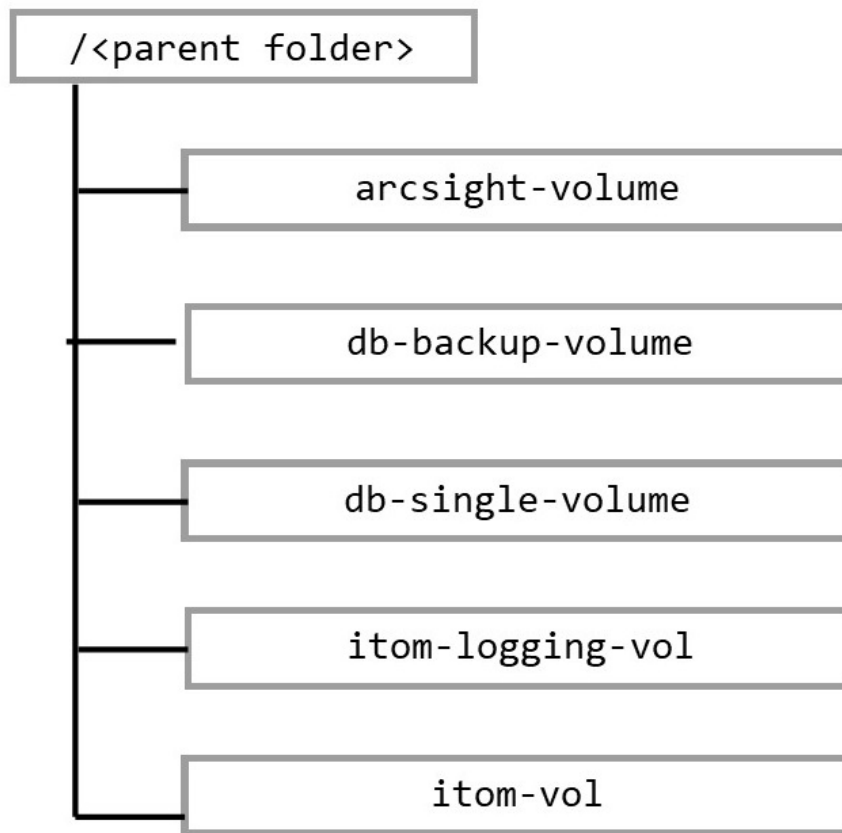 /<parent folder>
arcsight-volume
db-backup-volume
db-single-volume
itom-logging-vol
itom-vol